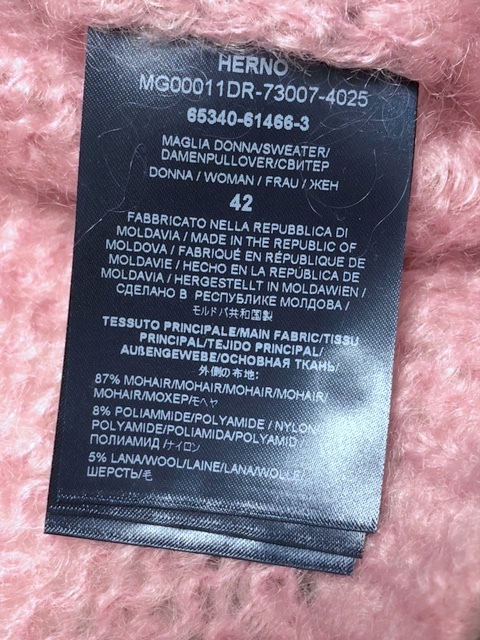 HERNO
MG00011DR-73007-4025
65340-61466-3
MAGLIA DONNA/SWEATER/
DAMENPULLOVER/СВИТЕР
DONNA / WOMAN / FRAU / ЖЕН
42
FABBRICATO NELLA REPUBBLICA DI
MOLDAVIA / MADE IN THE REPUBLIC OF
MOLDOVA / FABRIQUÉ EN RÉPUBLIQUE DE
MOLDAVIE / HECHO EN LA REPÚBLICA DE
MOLDAVIA / HERGESTELLT IN MOLDAWIEN /
СДЕЛАНО В РЕСПУБЛИКЕ МОЛДОВА /
モルドバ共和国製
TESSUTO PRINCIPALE/MAIN FABRIC/TISSU
PRINCIPAL/TEJIDO PRINCIPAL/
AUßENGEWEBE/ОСНОВНАЯ ТКАНЬ/
外側の布地:
87% MOHAIR/MOHAIR/MOHAIR/MOHAIR/
MOHAIR/МОХЕР/モヘヤ
8% POLIAMMIDE/POLYAMIDE / NYLON/
POLYAMIDE/POLIAMIDA/POLYAMID /
ПОЛИАМИД /ナイロン
5% LANA/WOOL/LAINE/LANA/WOLLE/
ШЕРСТЬ/毛